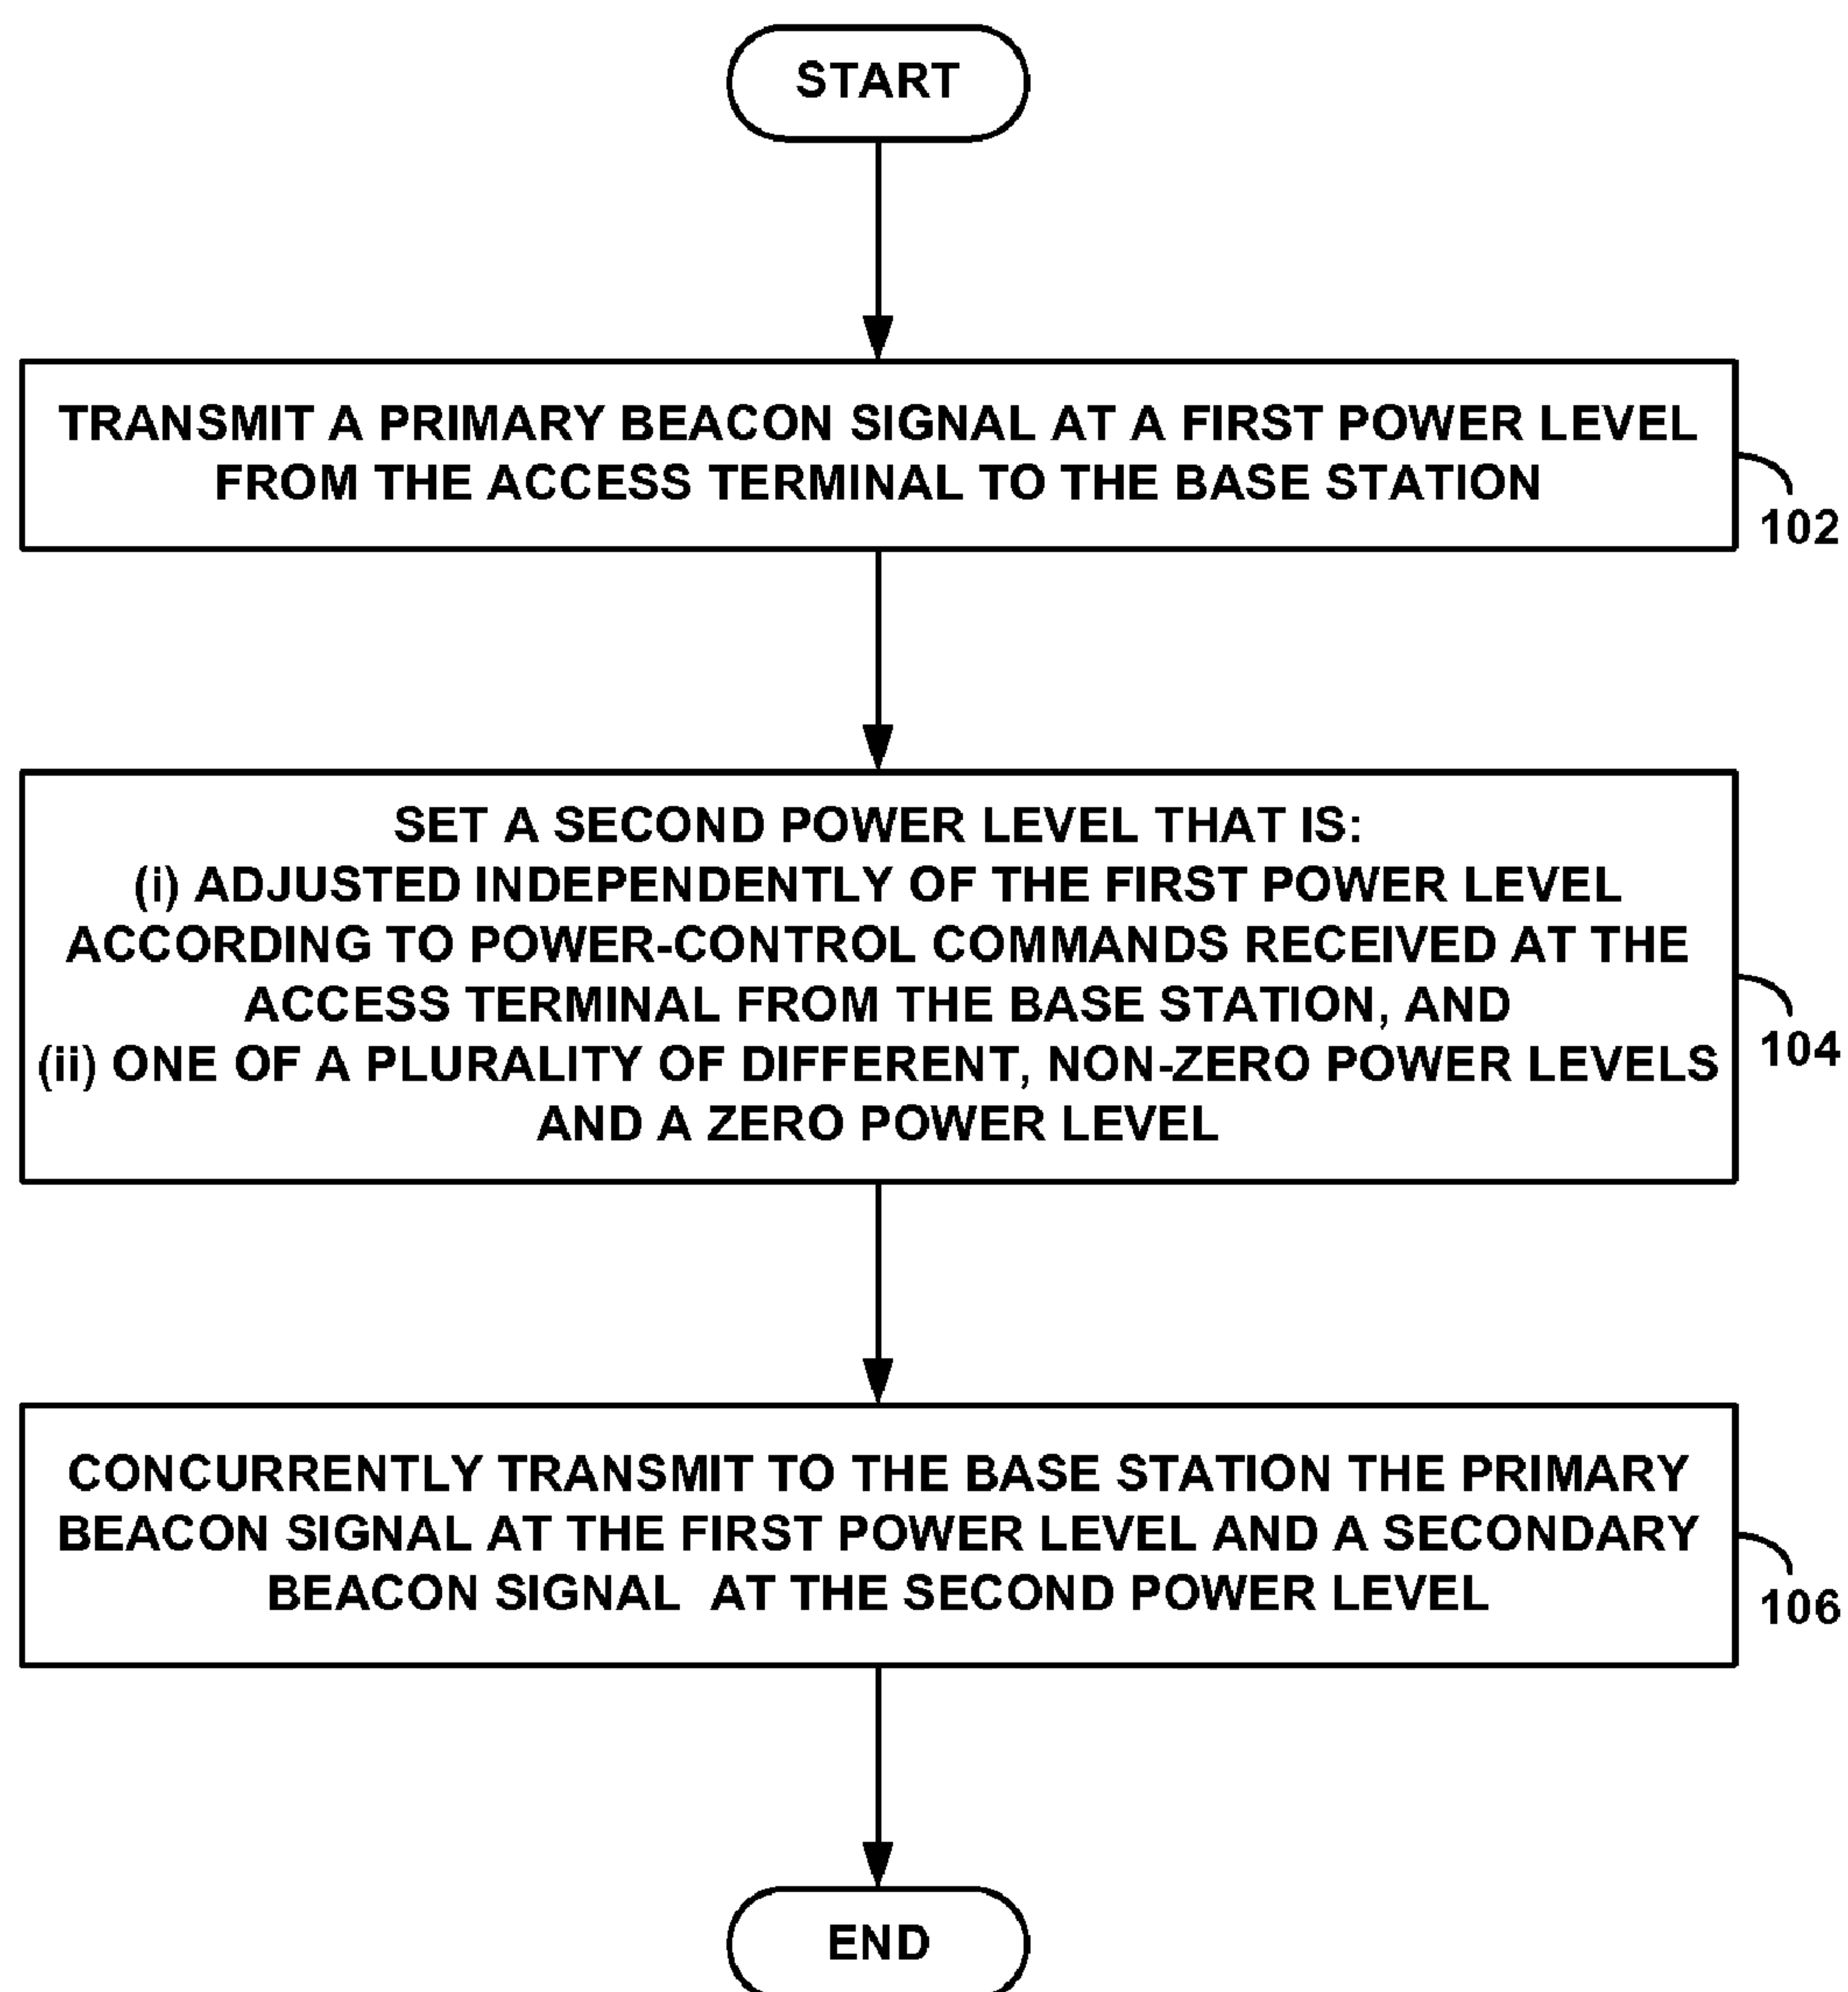 START
TRANSMIT A PRIMARY BEACON SIGNAL AT A FIRST POWER LEVEL
FROM THE ACCESS TERMINAL TO THE BASE STATION
102
SET A SECOND POWER LEVEL THAT IS:
(i) ADJUSTED INDEPENDENTLY OF THE FIRST POWER LEVEL
ACCORDING TO POWER-CONTROL COMMANDS RECEIVED AT THE
ACCESS TERMINAL FROM THE BASE STATION, AND
(ii) ONE OF A PLURALITY OF DIFFERENT, NON-ZERO POWER LEVELS
AND A ZERO POWER LEVEL
104
CONCURRENTLY TRANSMIT TO THE BASE STATION THE PRIMARY
BEACON SIGNAL AT THE FIRST POWER LEVEL AND A SECONDARY
BEACON SIGNAL AT THE SECOND POWER LEVEL
106
END